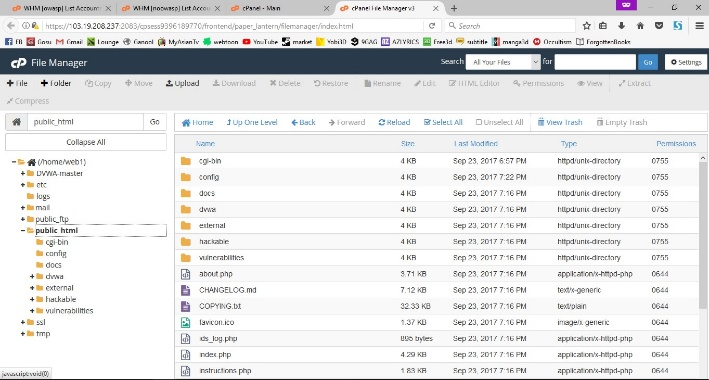 WHM [owasp] List Account
WHM [noowasp] List Accou
cPanel - Main
cPanel File Manager v3
https://103.19.208.237:2083/cpsess9396189770/frontend/paper_lantern/filemanager/index.html
Search
FB Gosu Gmail Lounge Ganool MyAsianTv webtoon YouTube market Yobi3D 9GAG AZLYRICS Free3d subtitle manga3d Occultism ForgottenBooks
cP File Manager
Search All Your Files for Go Settings
File Folder Copy Move Upload Download Delete Restore Rename Edit HTML Editor Permissions View Extract
Compress
public_html Go
Home Up One Level Back Forward Reload Select All Unselect All View Trash Empty Trash
Collapse All
(/home/web1)
DVWA-master
etc
logs
mail
public_ftp
public_html
cgi-bin
config
docs
dvwa
external
hackable
vulnerabilities
ssl
tmp
Name Size Last Modified Type Permissions
cgi-bin 4 KB Sep 23, 2017 6:57 PM httpd/unix-directory 0755
config 4 KB Sep 23, 2017 7:22 PM httpd/unix-directory 0755
docs 4 KB Sep 23, 2017 7:16 PM httpd/unix-directory 0755
dvwa 4 KB Sep 23, 2017 7:16 PM httpd/unix-directory 0755
external 4 KB Sep 23, 2017 7:16 PM httpd/unix-directory 0755
hackable 4 KB Sep 23, 2017 7:16 PM httpd/unix-directory 0755
vulnerabilities 4 KB Sep 23, 2017 7:16 PM httpd/unix-directory 0755
about.php 3.71 KB Sep 23, 2017 7:16 PM application/x-httpd-php 0644
CHANGELOG.md 7.12 KB Sep 23, 2017 7:16 PM text/x-generic 0644
COPYING.txt 32.33 KB Sep 23, 2017 7:16 PM text/plain 0644
favicon.ico 1.37 KB Sep 23, 2017 7:16 PM image/x-generic 0644
ids_log.php 895 bytes Sep 23, 2017 7:16 PM application/x-httpd-php 0644
index.php 4.29 KB Sep 23, 2017 7:16 PM application/x-httpd-php 0644
instructions.php 1.83 KB Sep 23, 2017 7:16 PM application/x-httpd-php 0644
javascript:void(0)